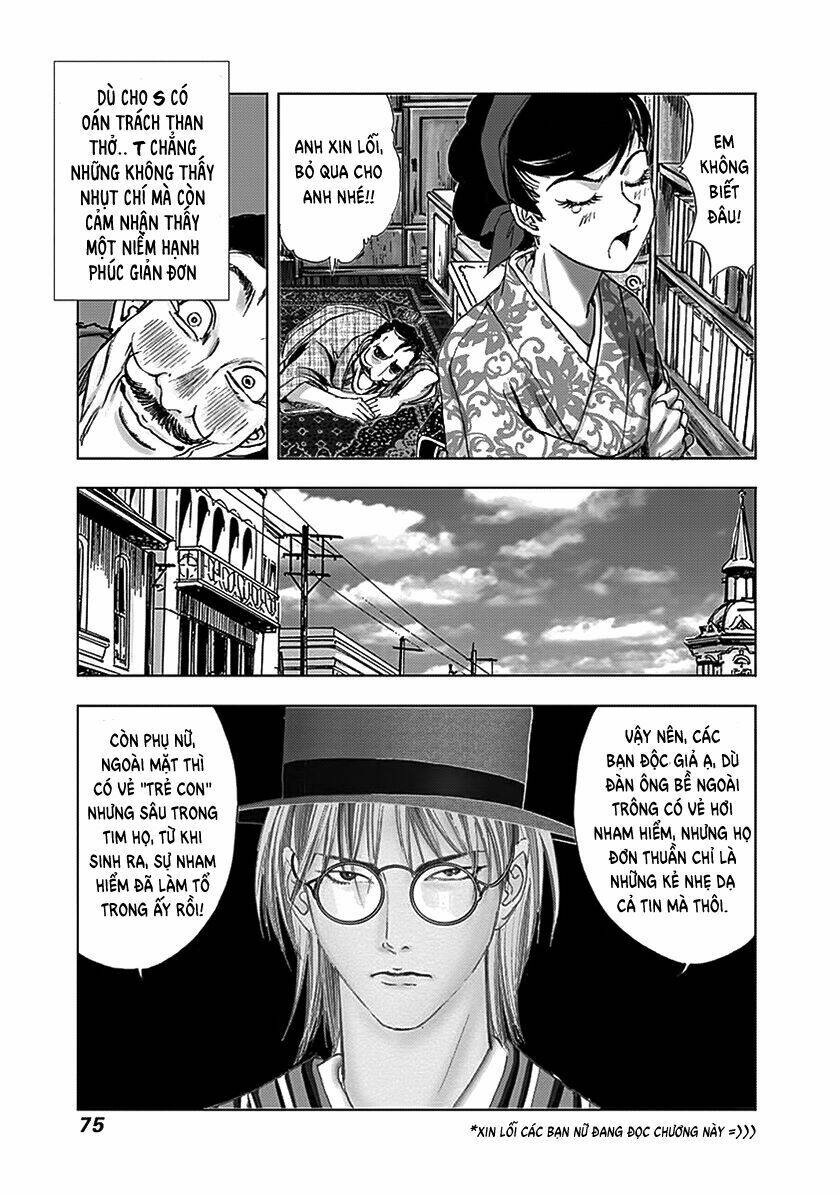 EM
KHÔNG
BIẾT
ĐÂU!
ANH XIN LỖI,
BỎ QUA CHO
ANH NHÉ!!
DÙ CHO S CÓ
OÁN TRÁCH THAN
THỞ.. T CHẲNG
NHỮNG KHÔNG THẤY
NHỤT CHÍ MÀ CÒN
CẢM NHẬN THẤY
MỘT NIỀM HẠNH
PHÚC GIẢN ĐƠN
VẬY NÊN, CÁC
BẠN ĐỘC GIẢ Ạ, DÙ
ĐÀN ÔNG BỀ NGOÀI
TRÔNG CÓ VẺ HƠI
NHAM HIỂM, NHƯNG HỌ
ĐƠN THUẦN CHỈ LÀ
NHỮNG KẺ NHẸ DẠ
CẢ TIN MÀ THÔI.
CÒN PHỤ NỮ,
NGOÀI MẶT THÌ
CÓ VẺ "TRẺ CON"
NHƯNG SÂU TRONG
TIM HỌ, TỪ KHI
SINH RA, SỰ NHAM
HIỂM ĐÃ LÀM TỔ
TRONG ẤY RỒI!
75
*XIN LỖI CÁC BẠN NỮ ĐANG ĐỌC CHƯƠNG NÀY =)))